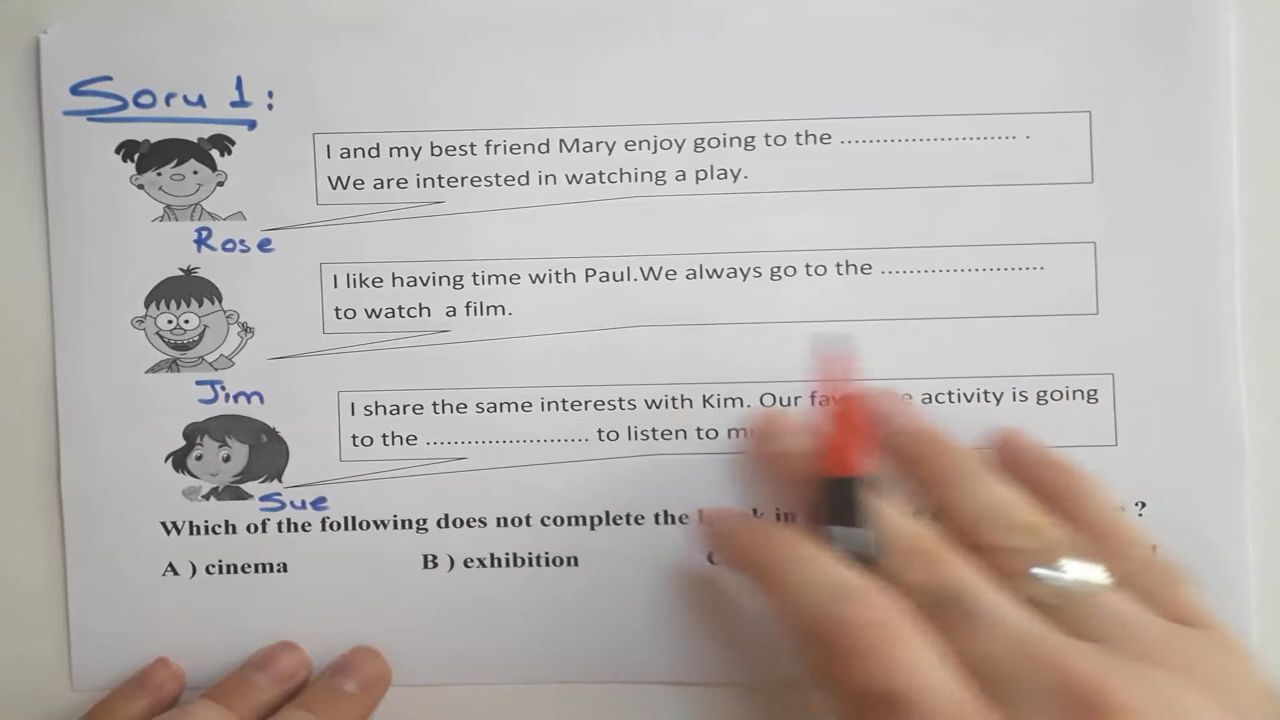 Soru 1:
I and my best friend Mary enjoy going to the ......................... .
We are interested in watching a play.
Rose
I like having time with Paul.We always go to the .......................
to watch a film.
Jim
I share the same interests with Kim. Our activity is going
to the ....................... to listen to
Sue
Which of the following does not complete the in ?
A ) cinema B ) exhibition